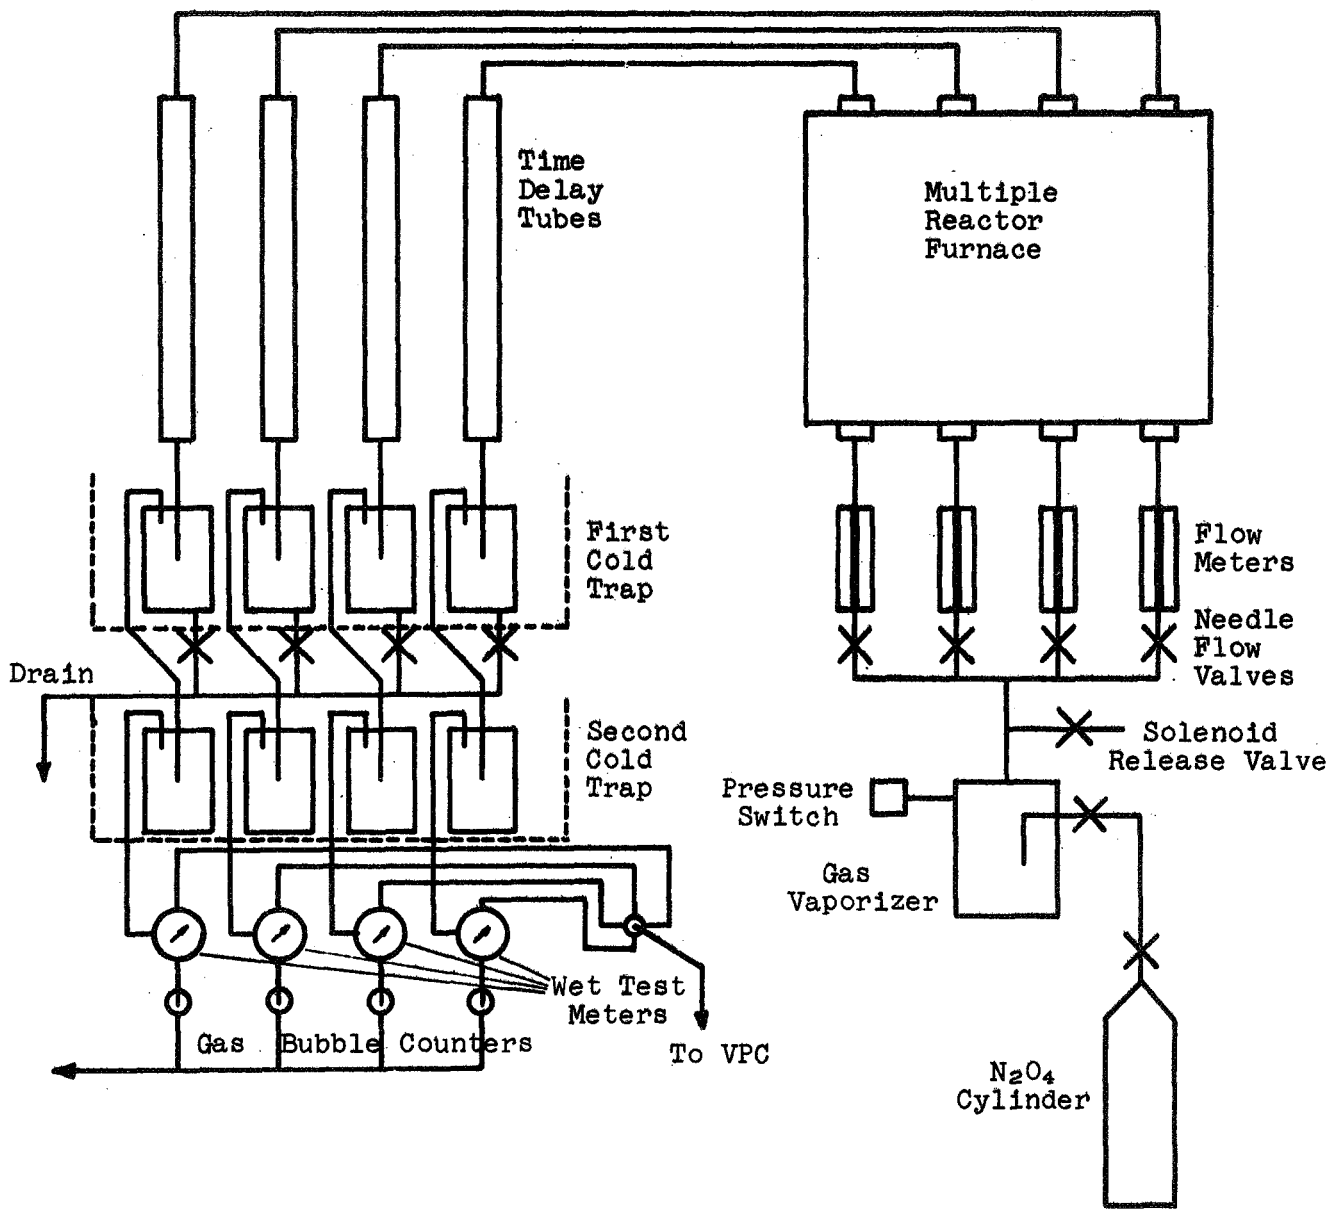 Time
Delay
Tubes
Multiple
Reactor
Furnace
First
Cold
Trap
Flow
Meters
Needle
Flow
Valves
Drain
Second
Cold
Trap
Solenoid
Release Valve
Pressure
Switch
Gas
Vaporizer
Wet Test
Meters
Gas Bubble Counters
To VPC
N₂O₄
Cylinder